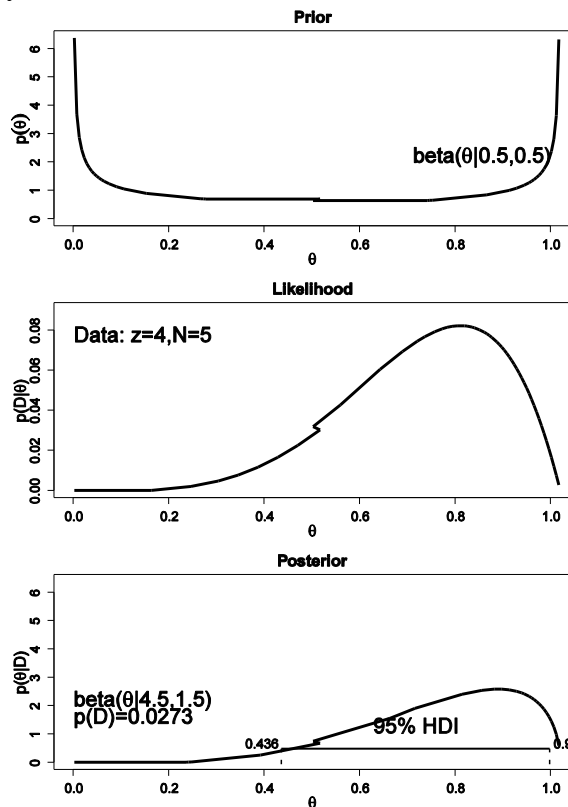 Prior
p(θ)
6
5
4
3
2
1
0
beta(θ|0.5,0.5)
0.0 0.2 0.4 0.6 0.8 1.0
θ
Likelihood
p(D|θ)
0.08
0.06
0.04
0.02
0.00
Data: z=4,N=5
0.0 0.2 0.4 0.6 0.8 1.0
θ
Posterior
p(θ|D)
6
5
4
3
2
1
0
beta(θ|4.5,1.5)
p(D)=0.0273
95% HDI
0.436
0.9
0.0 0.2 0.4 0.6 0.8 1.0
θ